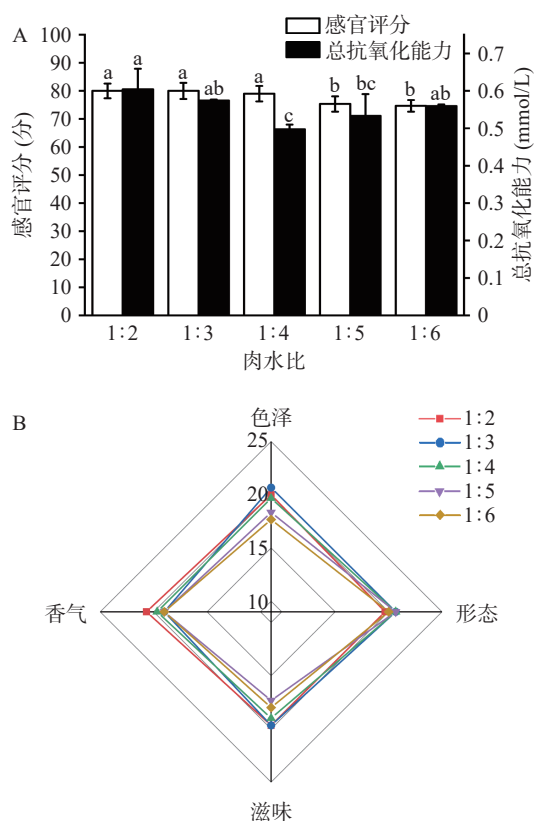 A
感官评分
总抗氧化能力
a a a ab a c b bc b ab
感官评分 (分)
100
90
80
70
60
50
40
30
20
10
0
总抗氧化能力 (mmol/L)
0.7
0.6
0.5
0.4
0.3
0.2
0.1
0
1∶2 1∶3 1∶4 1∶5 1∶6
肉水比
B
色泽
25
20
15
10
香气
形态
滋味
1∶2
1∶3
1∶4
1∶5
1∶6